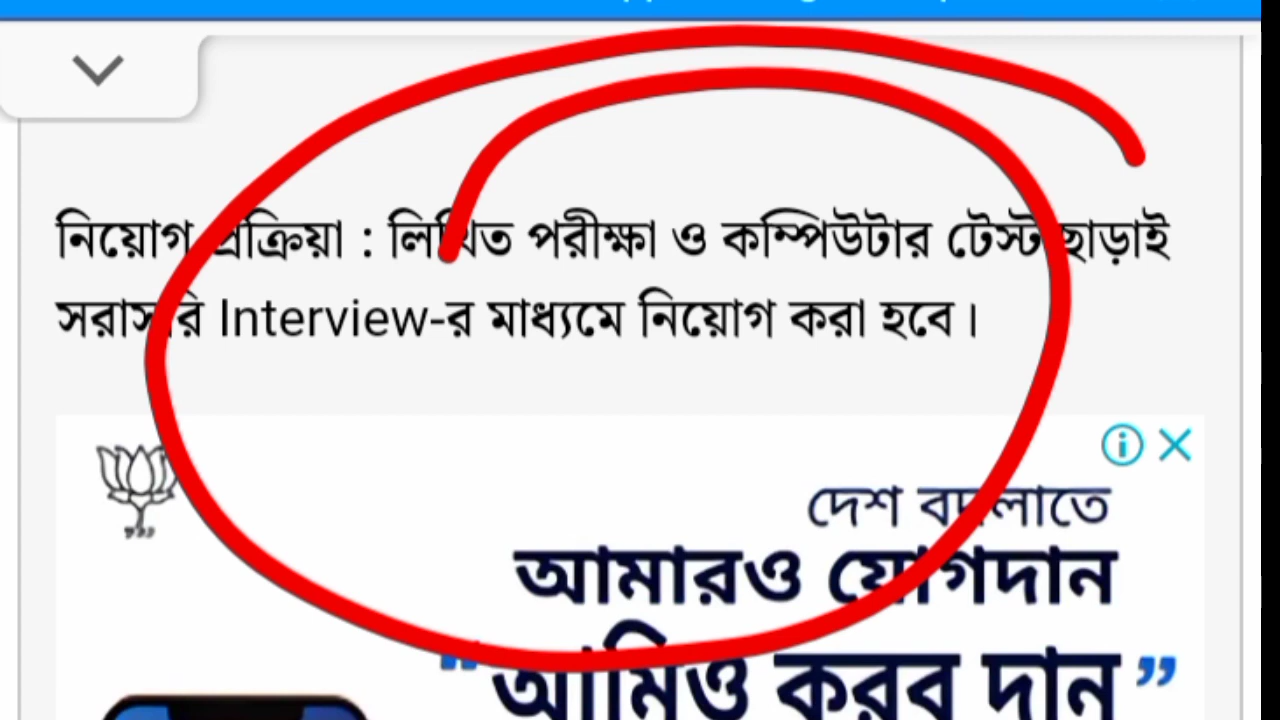 নিয়োগ প্রক্রিয়া : লিখিত পরীক্ষা ও কম্পিউটার টেস্ট ছাড়াই
সরাসরি Interview-র মাধ্যমে নিয়োগ করা হবে।
দেশ বদলাতে
আমারও যোগদান
"আমিও করব দান"